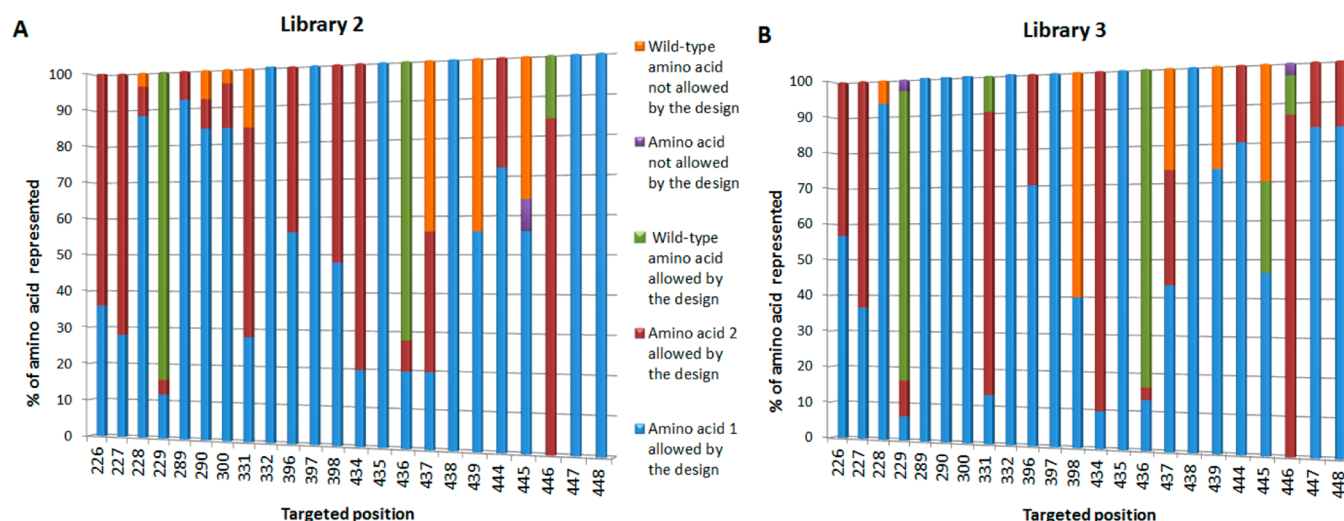 A
Library 2
% of amino acid represented
100
90
80
70
60
50
40
30
20
10
0
226
227
228
229
289
290
300
331
332
396
397
398
434
435
436
437
438
439
444
445
446
447
448
Targeted position
Wild-type
amino acid
not allowed
by the design
Amino acid
not allowed
by the design
Wild-type
amino acid
allowed by
the design
Amino acid 2
allowed by
the design
Amino acid 1
allowed by
the design
B
Library 3
% of amino acid represented
100
90
80
70
60
50
40
30
20
10
0
226
227
228
229
289
290
300
331
332
396
397
398
434
435
436
437
438
439
444
445
446
447
448
Targeted position